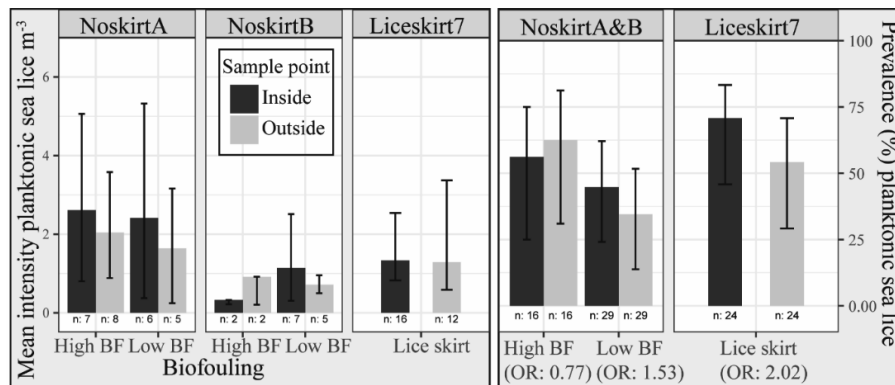 NoskirtA NoskirtB Liceskirt7 NoskirtA&B Liceskirt7
Mean intensity planktonic sea lice m⁻³
6
4
2
0
Sample point
Inside
Outside
n: 7 n: 8 n: 6 n: 5 n: 2 n: 2 n: 7 n: 5 n: 16 n: 12
High BF Low BF High BF Low BF Lice skirt
Biofouling
n: 16 n: 16 n: 29 n: 29 n: 24 n: 24
High BF Low BF Lice skirt
(OR: 0.77) (OR: 1.53) (OR: 2.02)
100
75
50
25
0.00
Prevalence (%) planktonic sea lice